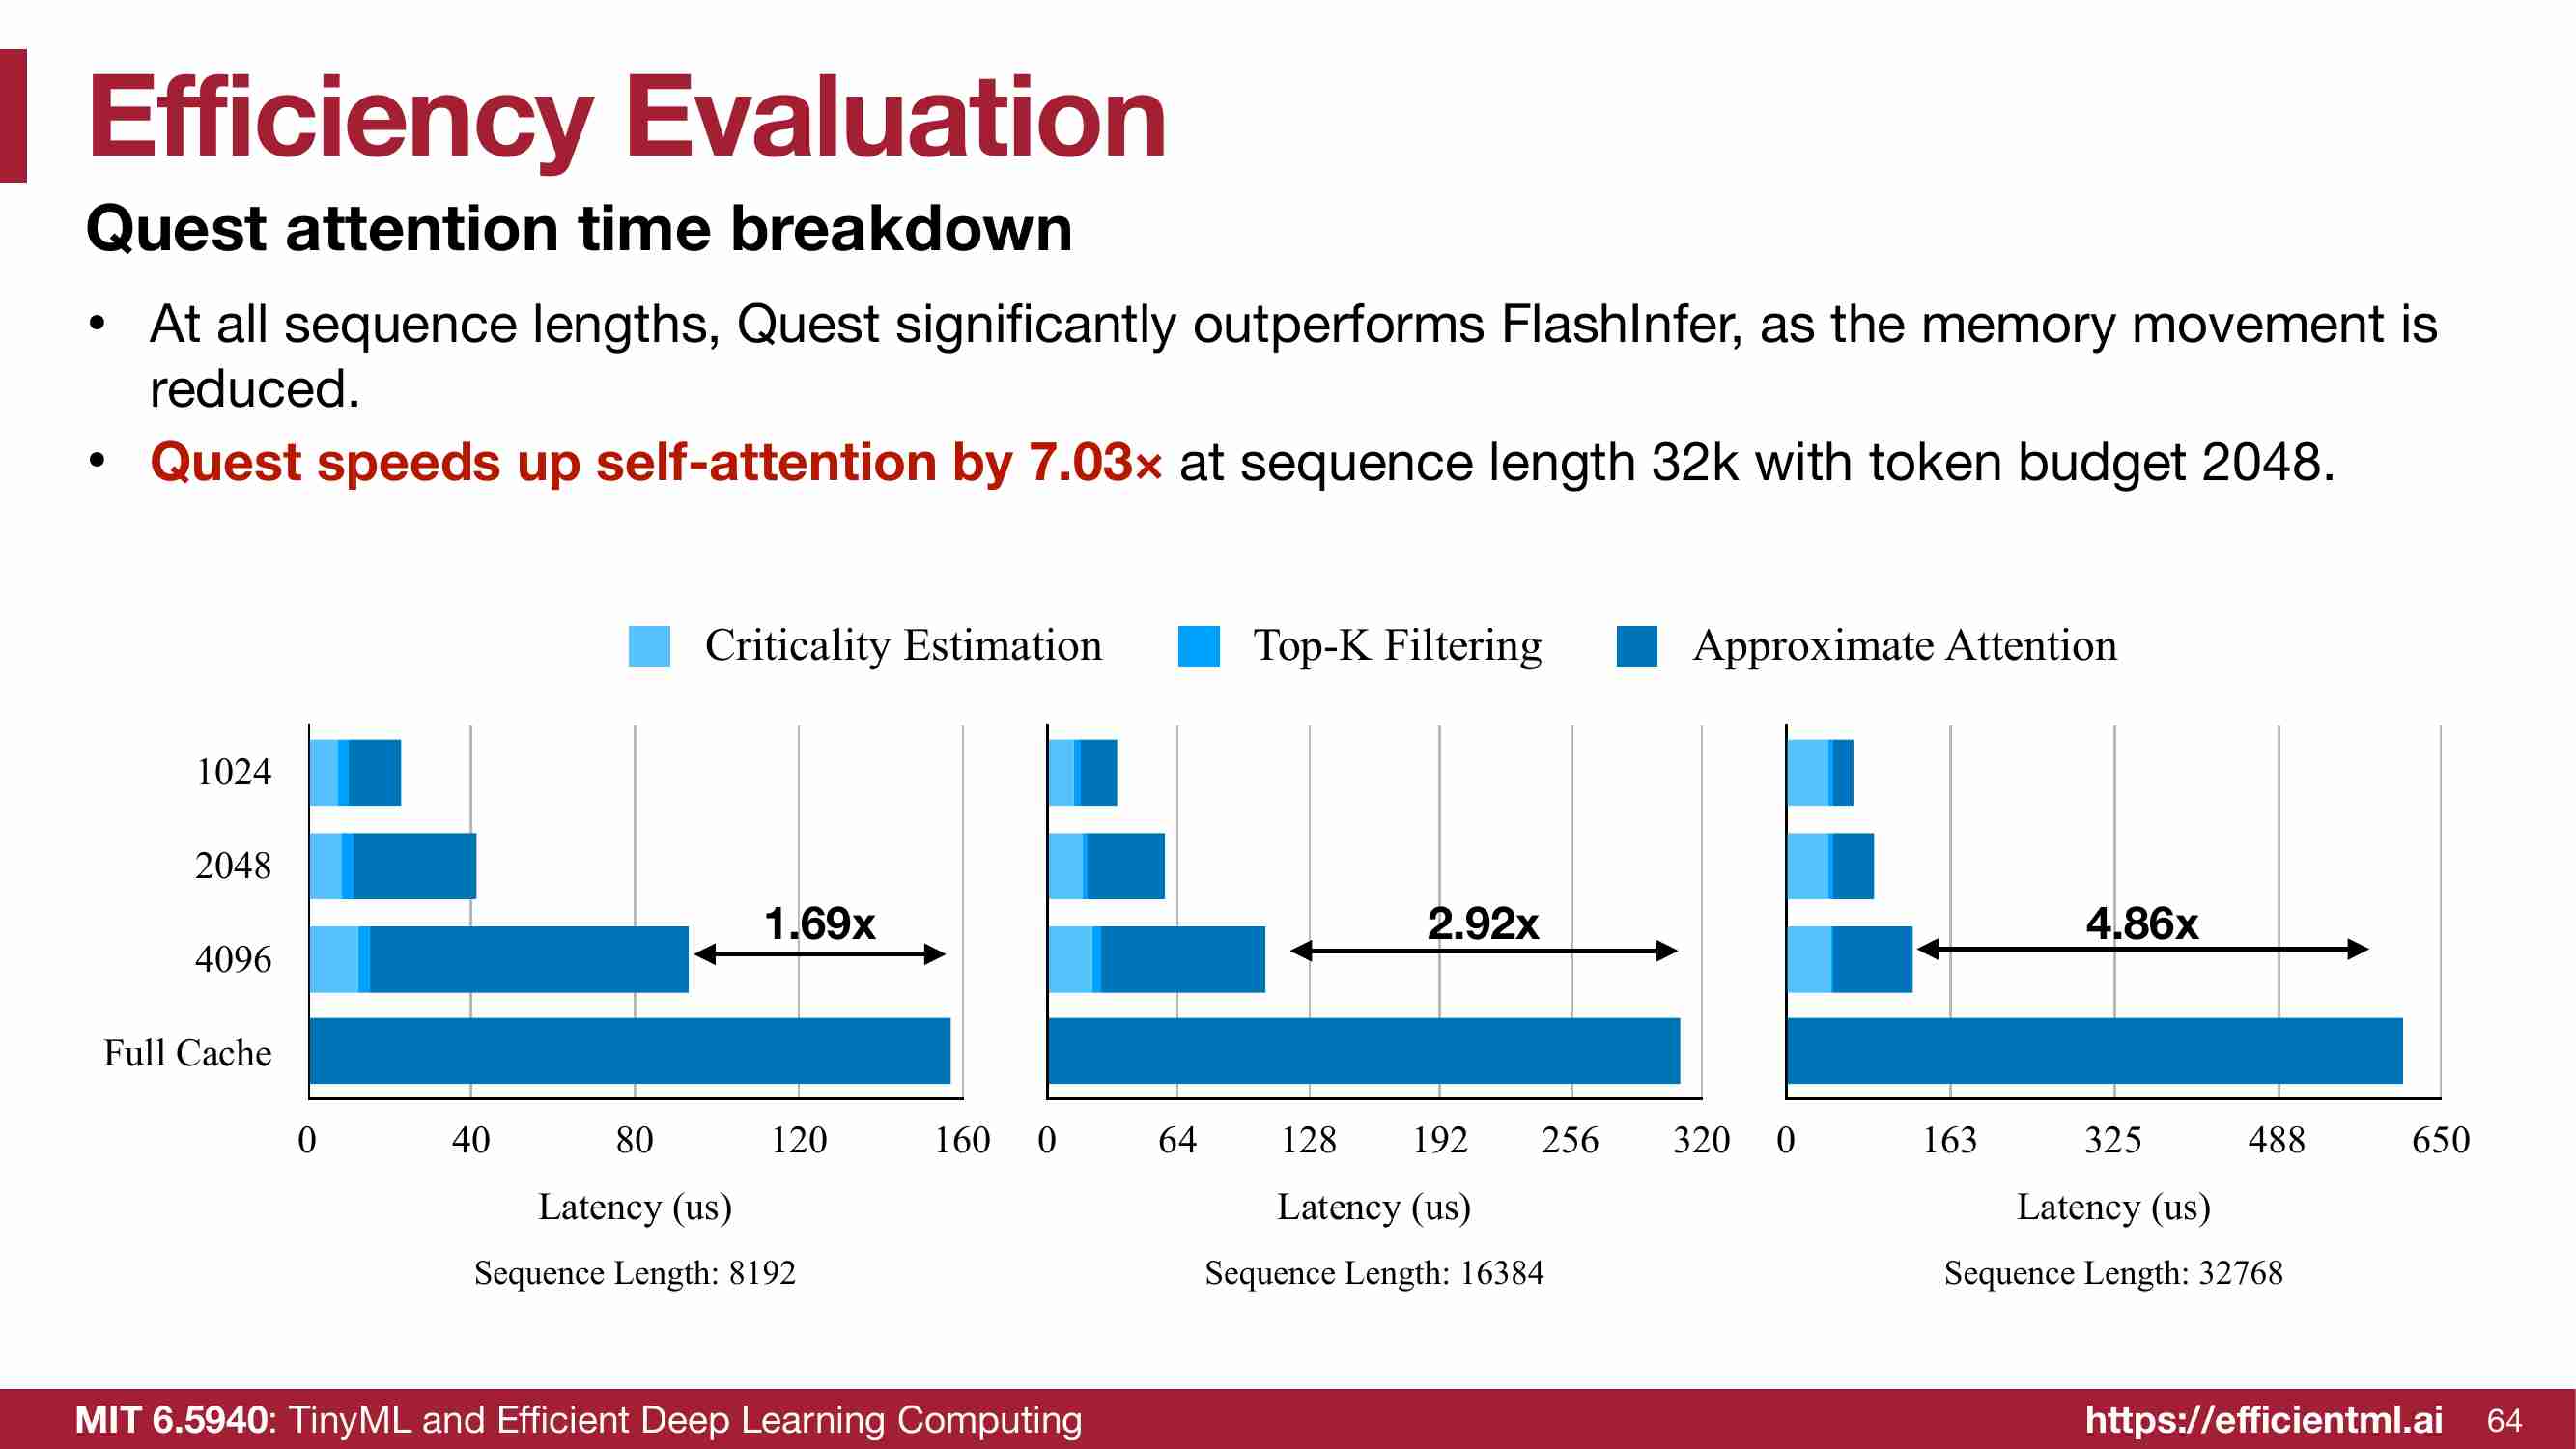 Efficiency Evaluation
Quest attention time breakdown
• At all sequence lengths, Quest significantly outperforms FlashInfer, as the memory movement is
reduced.
• Quest speeds up self-attention by 7.03× at sequence length 32k with token budget 2048.
Criticality Estimation Top-K Filtering Approximate Attention
1024
2048
4096
Full Cache
1.69x
0 40 80 120 160
Latency (us)
Sequence Length: 8192
2.92x
0 64 128 192 256 320
Latency (us)
Sequence Length: 16384
4.86x
0 163 325 488 650
Latency (us)
Sequence Length: 32768
MIT 6.5940: TinyML and Efficient Deep Learning Computing https://efficientml.ai 64